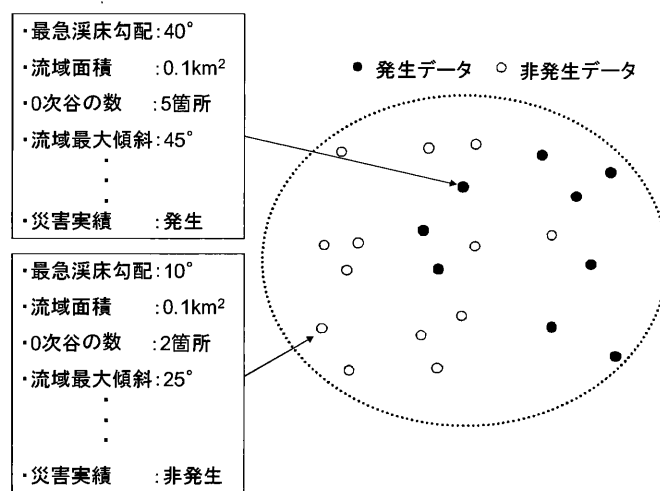 ・最急渓床勾配:40°
・流域面積 :0.1km²
・0次谷の数 :5箇所
・流域最大傾斜:45°
・
・
・
・災害実績 :発生
● 発生データ ○ 非発生データ
・最急渓床勾配:10°
・流域面積 :0.1km²
・0次谷の数 :2箇所
・流域最大傾斜:25°
・
・
・
・災害実績 :非発生